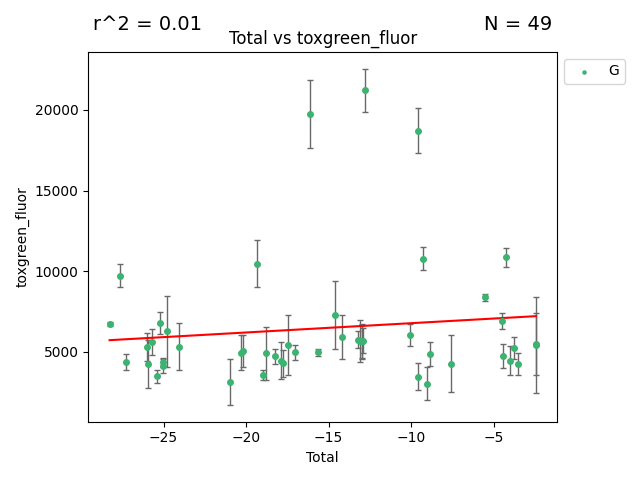 r^2 = 0.01
N = 49
Total vs toxgreen_fluor
G
toxgreen_fluor
20000
15000
10000
5000
−25
−20
−15
−10
−5
Total